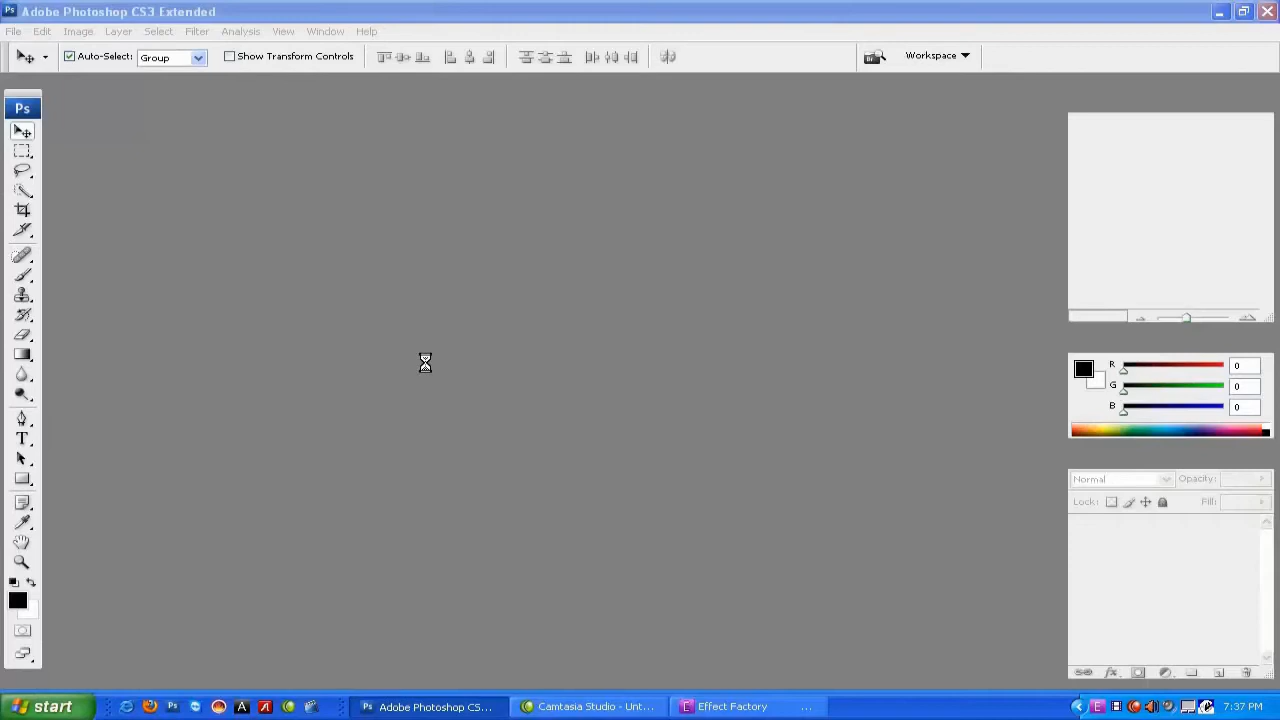 Adobe Photoshop CS3 Extended
File Edit Image Layer Select Filter Analysis View Window Help
Auto-Select: Group Show Transform Controls Workspace
Ps
R 0
G 0
B 0
Normal Opacity:
Lock: Fill:
start Adobe Photoshop CS... Camtasia Studio - Unt... Effect Factory ... 7:37 PM